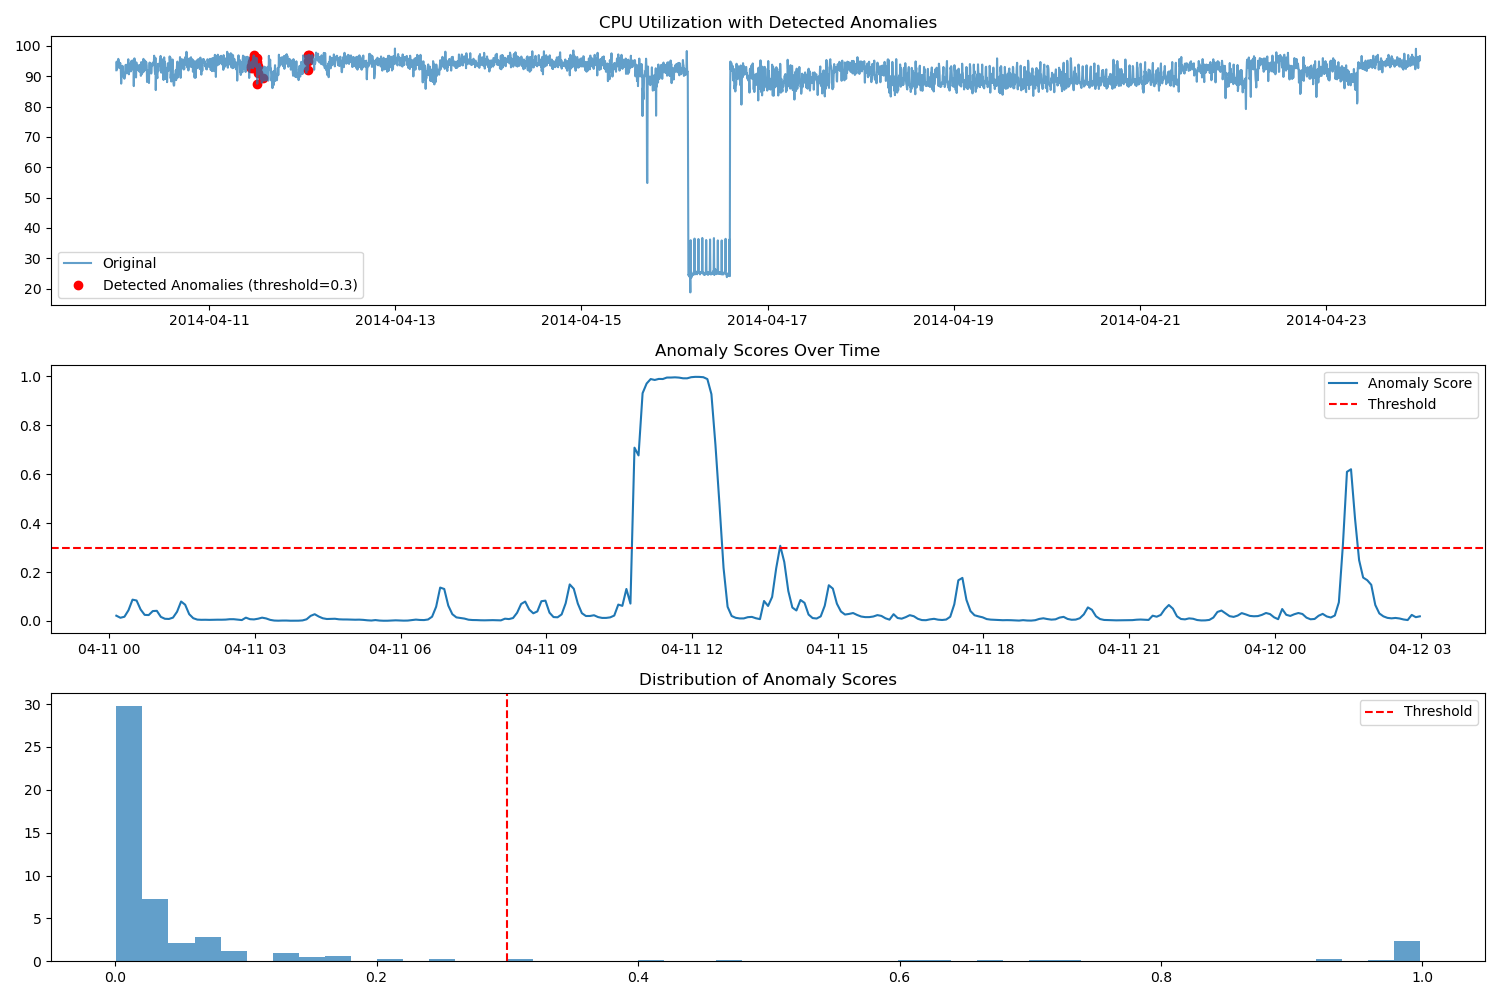 CPU Utilization with Detected Anomalies
100
90
80
70
60
50
40
30
20
Original
Detected Anomalies (threshold=0.3)
2014-04-11 2014-04-13 2014-04-15 2014-04-17 2014-04-19 2014-04-21 2014-04-23
Anomaly Scores Over Time
1.0
0.8
0.6
0.4
0.2
0.0
Anomaly Score
Threshold
04-11 00 04-11 03 04-11 06 04-11 09 04-11 12 04-11 15 04-11 18 04-11 21 04-12 00 04-12 03
Distribution of Anomaly Scores
30
25
20
15
10
5
0
Threshold
0.0 0.2 0.4 0.6 0.8 1.0